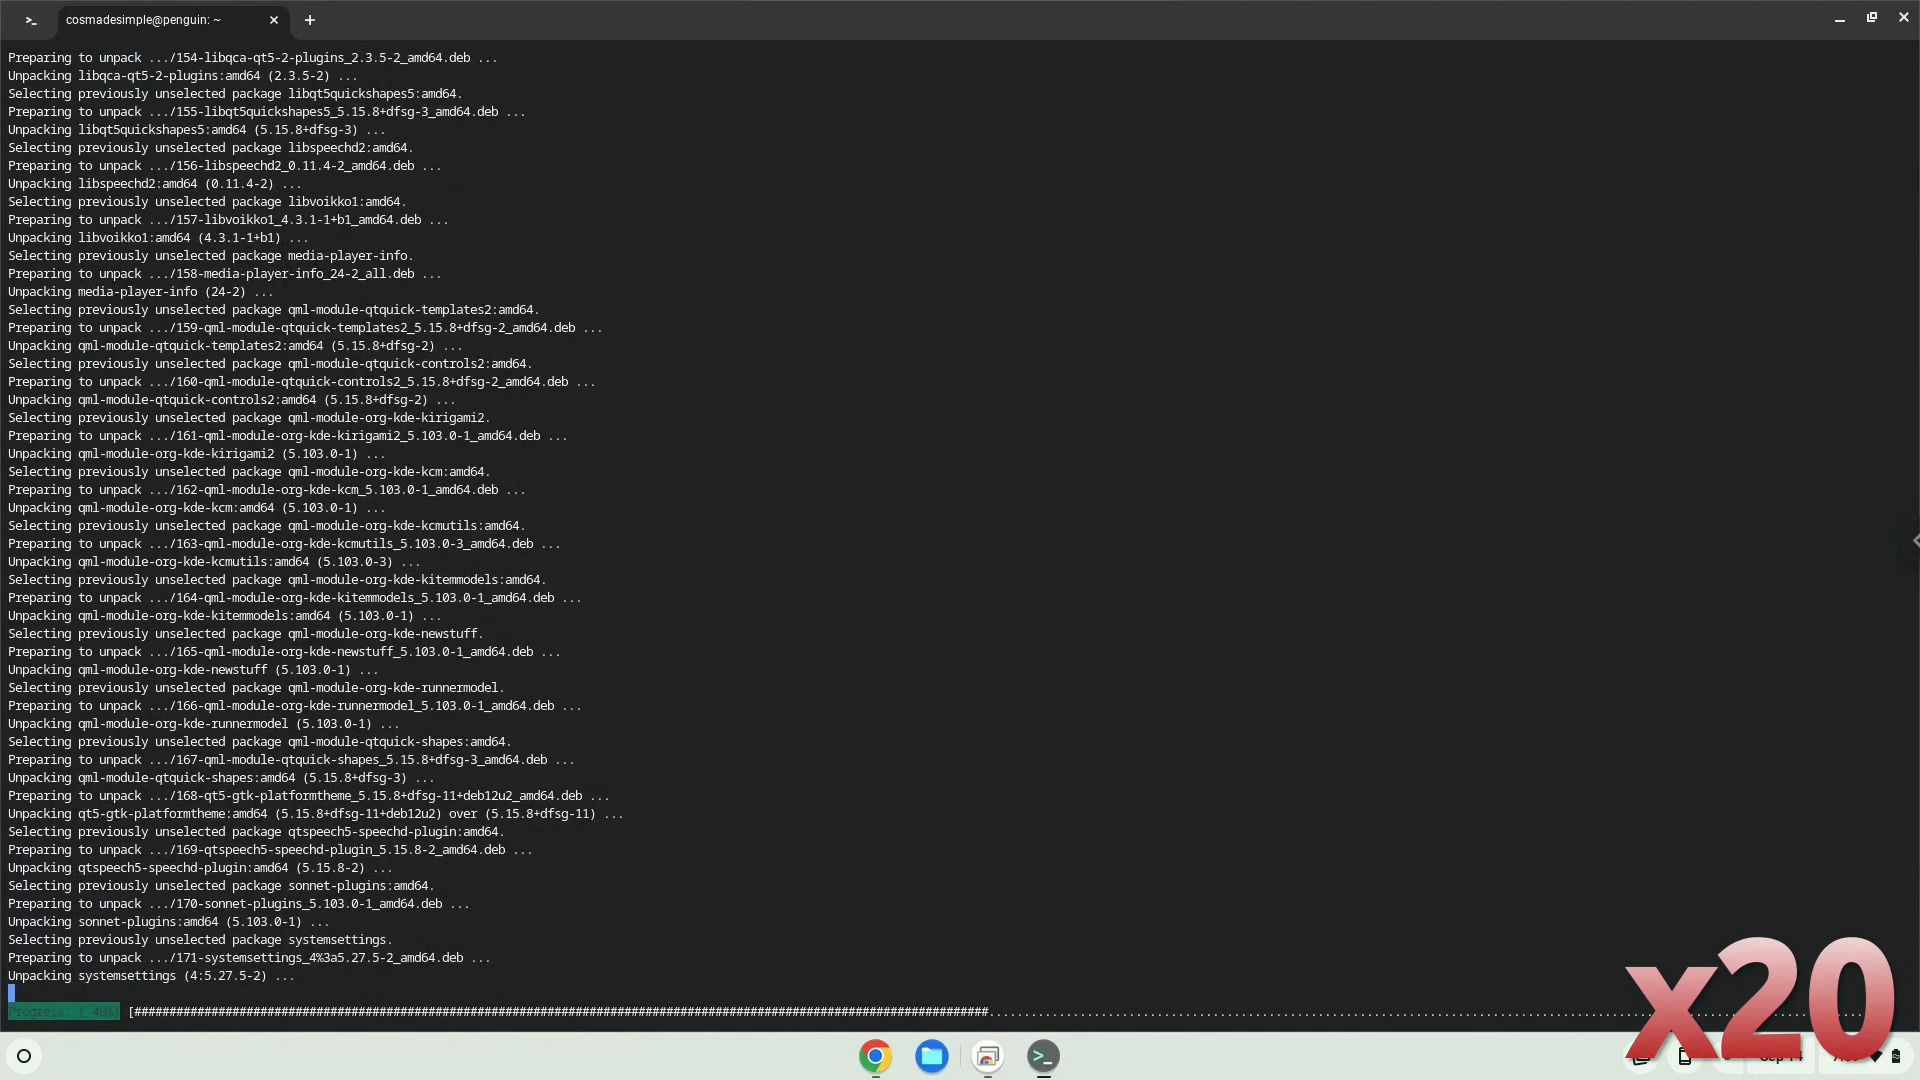 cosmadesimple@penguin: ~
Preparing to unpack .../154-libqca-qt5-2-plugins_2.3.5-2_amd64.deb ...
Unpacking libqca-qt5-2-plugins:amd64 (2.3.5-2) ...
Selecting previously unselected package libqt5quickshapes5:amd64.
Preparing to unpack .../155-libqt5quickshapes5_5.15.8+dfsg-3_amd64.deb ...
Unpacking libqt5quickshapes5:amd64 (5.15.8+dfsg-3) ...
Selecting previously unselected package libspeechd2:amd64.
Preparing to unpack .../156-libspeechd2_0.11.4-2_amd64.deb ...
Unpacking libspeechd2:amd64 (0.11.4-2) ...
Selecting previously unselected package libvoikko1:amd64.
Preparing to unpack .../157-libvoikko1_4.3.1-1+b1_amd64.deb ...
Unpacking libvoikko1:amd64 (4.3.1-1+b1) ...
Selecting previously unselected package media-player-info.
Preparing to unpack .../158-media-player-info_24-2_all.deb ...
Unpacking media-player-info (24-2) ...
Selecting previously unselected package qml-module-qtquick-templates2:amd64.
Preparing to unpack .../159-qml-module-qtquick-templates2_5.15.8+dfsg-2_amd64.deb ...
Unpacking qml-module-qtquick-templates2:amd64 (5.15.8+dfsg-2) ...
Selecting previously unselected package qml-module-qtquick-controls2:amd64.
Preparing to unpack .../160-qml-module-qtquick-controls2_5.15.8+dfsg-2_amd64.deb ...
Unpacking qml-module-qtquick-controls2:amd64 (5.15.8+dfsg-2) ...
Selecting previously unselected package qml-module-org-kde-kirigami2.
Preparing to unpack .../161-qml-module-org-kde-kirigami2_5.103.0-1_amd64.deb ...
Unpacking qml-module-org-kde-kirigami2 (5.103.0-1) ...
Selecting previously unselected package qml-module-org-kde-kcm:amd64.
Preparing to unpack .../162-qml-module-org-kde-kcm_5.103.0-1_amd64.deb ...
Unpacking qml-module-org-kde-kcm:amd64 (5.103.0-1) ...
Selecting previously unselected package qml-module-org-kde-kcmutils:amd64.
Preparing to unpack .../163-qml-module-org-kde-kcmutils_5.103.0-3_amd64.deb ...
Unpacking qml-module-org-kde-kcmutils:amd64 (5.103.0-3) ...
Selecting previously unselected package qml-module-org-kde-kitemmodels:amd64.
Preparing to unpack .../164-qml-module-org-kde-kitemmodels_5.103.0-1_amd64.deb ...
Unpacking qml-module-org-kde-kitemmodels:amd64 (5.103.0-1) ...
Selecting previously unselected package qml-module-org-kde-newstuff.
Preparing to unpack .../165-qml-module-org-kde-newstuff_5.103.0-1_amd64.deb ...
Unpacking qml-module-org-kde-newstuff (5.103.0-1) ...
Selecting previously unselected package qml-module-org-kde-runnermodel.
Preparing to unpack .../166-qml-module-org-kde-runnermodel_5.103.0-1_amd64.deb ...
Unpacking qml-module-org-kde-runnermodel (5.103.0-1) ...
Selecting previously unselected package qml-module-qtquick-shapes:amd64.
Preparing to unpack .../167-qml-module-qtquick-shapes_5.15.8+dfsg-3_amd64.deb ...
Unpacking qml-module-qtquick-shapes:amd64 (5.15.8+dfsg-3) ...
Preparing to unpack .../168-qt5-gtk-platformtheme_5.15.8+dfsg-11+deb12u2_amd64.deb ...
Unpacking qt5-gtk-platformtheme:amd64 (5.15.8+dfsg-11+deb12u2) over (5.15.8+dfsg-11) ...
Selecting previously unselected package qtspeech5-speechd-plugin:amd64.
Preparing to unpack .../169-qtspeech5-speechd-plugin_5.15.8-2_amd64.deb ...
Unpacking qtspeech5-speechd-plugin:amd64 (5.15.8-2) ...
Selecting previously unselected package sonnet-plugins:amd64.
Preparing to unpack .../170-sonnet-plugins_5.103.0-1_amd64.deb ...
Unpacking sonnet-plugins:amd64 (5.103.0-1) ...
Selecting previously unselected package systemsettings.
Preparing to unpack .../171-systemsettings_4%3a5.27.5-2_amd64.deb ...
Unpacking systemsettings (4:5.27.5-2) ...
Progress:
x20